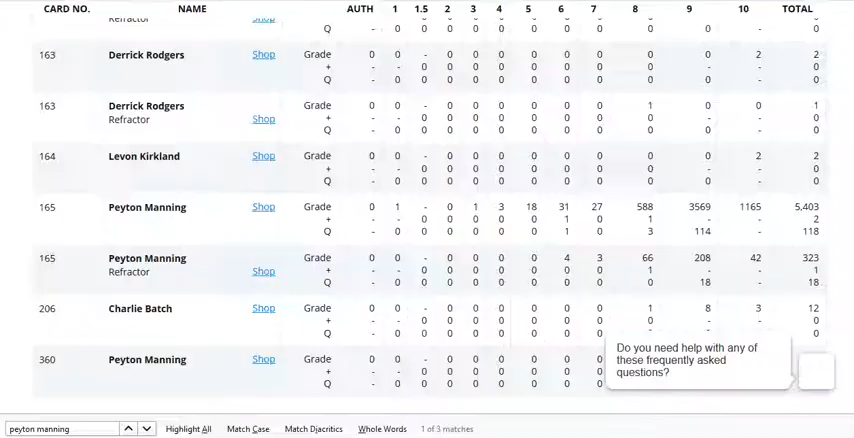 CARD NO. NAME AUTH 1 1.5 2 3 4 5 6 7 8 9 10 TOTAL
Refractor Shop
Q - 0 0 0 0 0 0 0 0 0 0 - 0
163 Derrick Rodgers Shop Grade 0 0 - 0 0 0 0 0 0 0 0 2 2
+ - - 0 0 0 0 0 0 0 0 - - 0
Q - 0 0 0 0 0 0 0 0 0 0 - 0
163 Derrick Rodgers Grade 0 0 - 0 0 0 0 0 0 1 0 0 1
Refractor Shop + - - 0 0 0 0 0 0 0 0 - - 0
Q - 0 0 0 0 0 0 0 0 0 0 - 0
164 Levon Kirkland Shop Grade 0 0 - 0 0 0 0 0 0 0 0 2 2
+ - - 0 0 0 0 0 0 0 0 - - 0
Q - 0 0 0 0 0 0 0 0 0 0 - 0
165 Peyton Manning Shop Grade 0 1 - 0 1 3 18 31 27 588 3569 1165 5,403
+ - - 0 0 0 0 0 1 0 1 - - 2
Q - 0 0 0 0 0 0 1 0 3 114 - 118
165 Peyton Manning Grade 0 0 - 0 0 0 0 4 3 66 208 42 323
Refractor Shop + - - 0 0 0 0 0 0 0 1 - - 1
Q - 0 0 0 0 0 0 0 0 0 18 - 18
206 Charlie Batch Shop Grade 0 0 - 0 0 0 0 0 0 1 8 3 12
+ - - 0 0 0 0 0 0 0 0 - - 0
Q - 0 0 0 0 0 0 0 0 0 0 - 0
360 Peyton Manning Shop Grade 0 0 - 0 0 0 0 0 0
+ - - 0 0 0 0 0 0 0
Q - 0 0 0 0 0 0 0 0
Do you need help with any of
these frequently asked
questions?
peyton manning Highlight All Match Case Match Diacritics Whole Words 1 of 3 matches